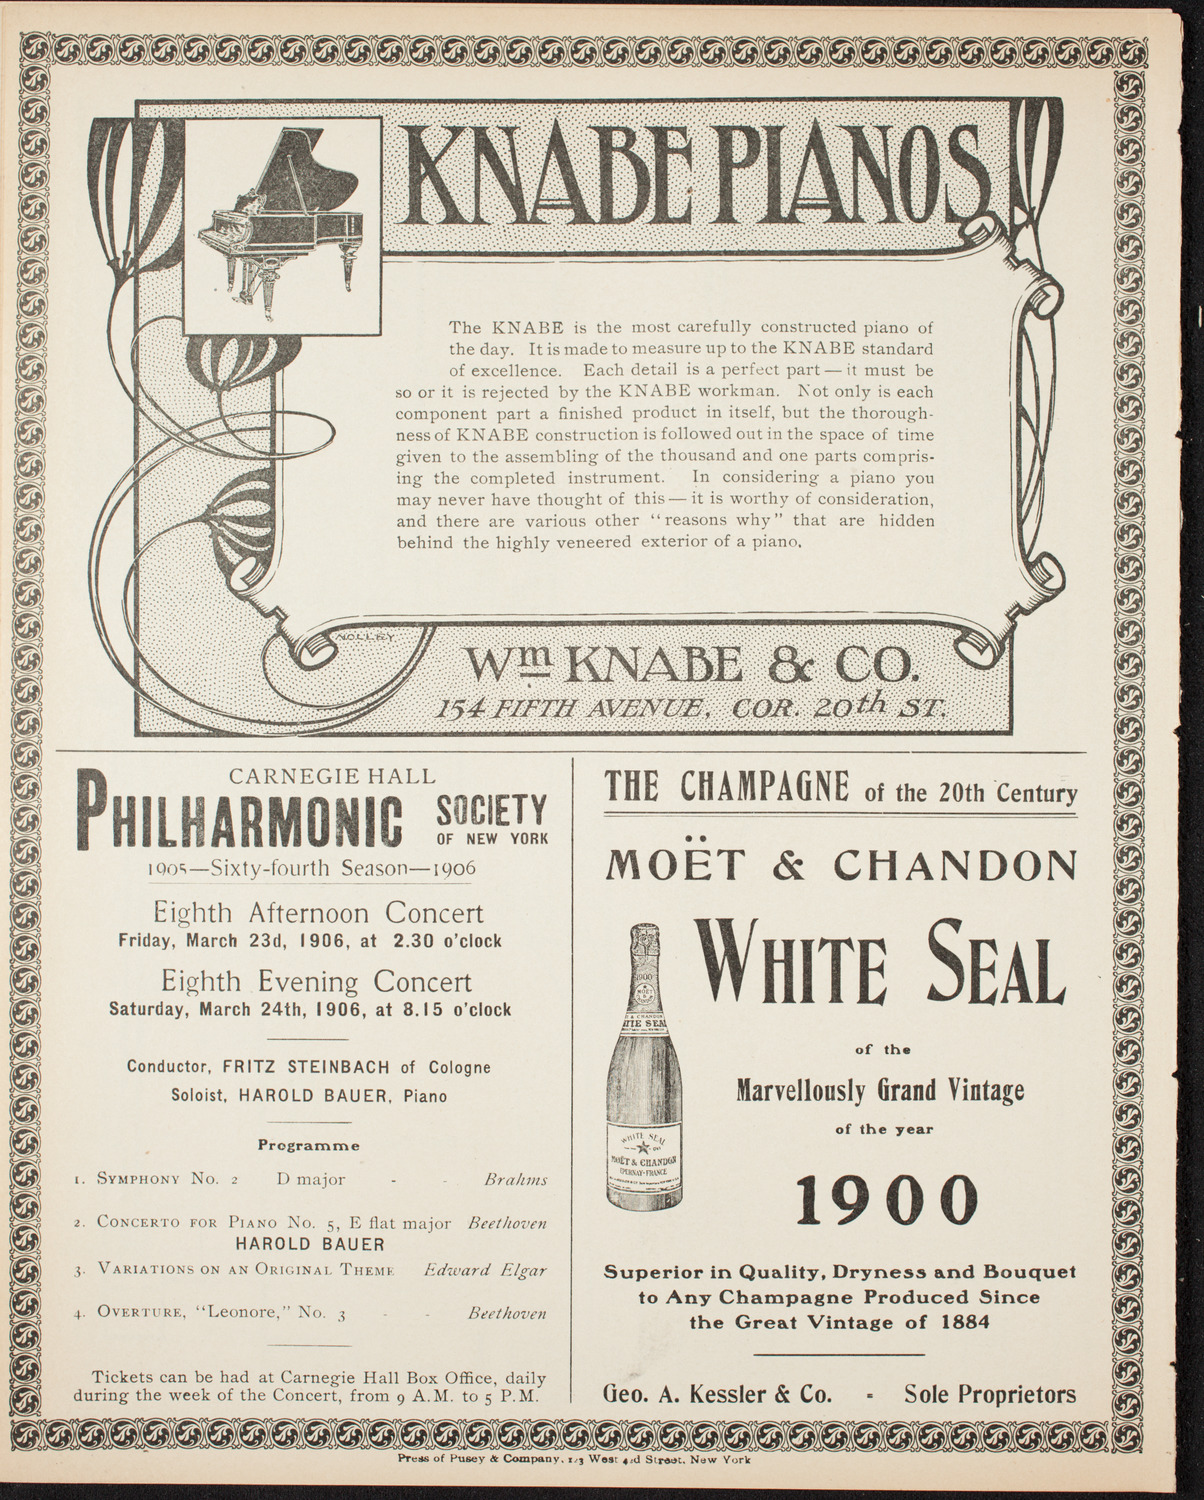 KNABE PIANOS
The KNABE is the most carefully constructed piano of
the day. It is made to measure up to the KNABE standard
of excellence. Each detail is a perfect part — it must be
so or it is rejected by the KNABE workman. Not only is each
component part a finished product in itself, but the thorough-
ness of KNABE construction is followed out in the space of time
given to the assembling of the thousand and one parts compris-
ing the completed instrument. In considering a piano you
may never have thought of this — it is worthy of consideration,
and there are various other "reasons why" that are hidden
behind the highly veneered exterior of a piano.
NOLLEY
Wm KNABE & CO.
154 FIFTH AVENUE, COR. 20th ST.
CARNEGIE HALL
PHILHARMONIC SOCIETY
OF NEW YORK
1905—Sixty-fourth Season—1906
Eighth Afternoon Concert
Friday, March 23d, 1906, at 2.30 o'clock
Eighth Evening Concert
Saturday, March 24th, 1906, at 8.15 o'clock
Conductor, FRITZ STEINBACH of Cologne
Soloist, HAROLD BAUER, Piano
Programme
1. SYMPHONY No. 2 D major - - Brahms
2. CONCERTO FOR PIANO No. 5, E flat major Beethoven
HAROLD BAUER
3. VARIATIONS ON AN ORIGINAL THEME Edward Elgar
4. OVERTURE, "Leonore," No. 3 - - Beethoven
Tickets can be had at Carnegie Hall Box Office, daily
during the week of the Concert, from 9 A.M. to 5 P.M.
THE CHAMPAGNE of the 20th Century
MOËT & CHANDON
WHITE SEAL
of the
Marvellously Grand Vintage
of the year
1900
1900
MOËT
& CHANDON
ITE SEA
WHITE SEAL
MOËT & CHANDON
EPERNAY-FRANCE
Superior in Quality, Dryness and Bouquet
to Any Champagne Produced Since
the Great Vintage of 1884
Geo. A. Kessler & Co. - Sole Proprietors
Press of Pusey & Company, 123 West 42d Street, New York